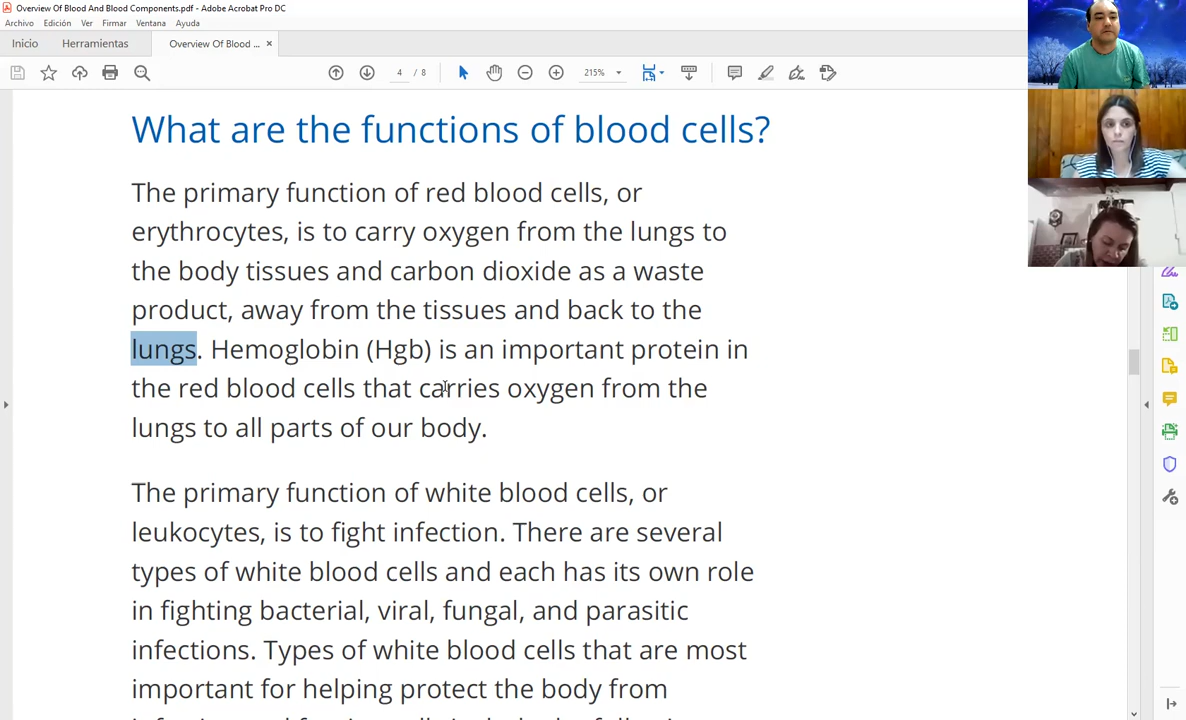 Overview Of Blood And Blood Components.pdf - Adobe Acrobat Pro DC
Archivo Edición Ver Firmar Ventana Ayuda
Inicio Herramientas Overview Of Blood ... ×
4 / 8 215%
What are the functions of blood cells?
The primary function of red blood cells, or
erythrocytes, is to carry oxygen from the lungs to
the body tissues and carbon dioxide as a waste
product, away from the tissues and back to the
lungs. Hemoglobin (Hgb) is an important protein in
the red blood cells that carries oxygen from the
lungs to all parts of our body.
The primary function of white blood cells, or
leukocytes, is to fight infection. There are several
types of white blood cells and each has its own role
in fighting bacterial, viral, fungal, and parasitic
infections. Types of white blood cells that are most
important for helping protect the body from